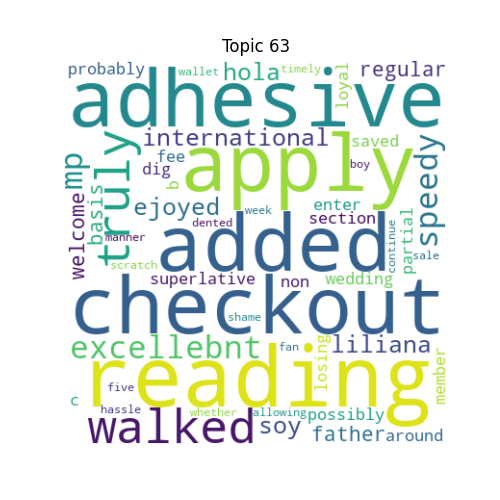 Topic 63
probably wallet hola timely loyal regular
adhesive
international saved
mp truly fee apply boy speedy
dig b
welcome basis ejoyed week enter section partial
manner dented added continue sale
scratch superlative non wedding
checkout
shame
excellebnt fan losing liliana
reading member
c five
hassle whether allowing possibly
walked soy father around